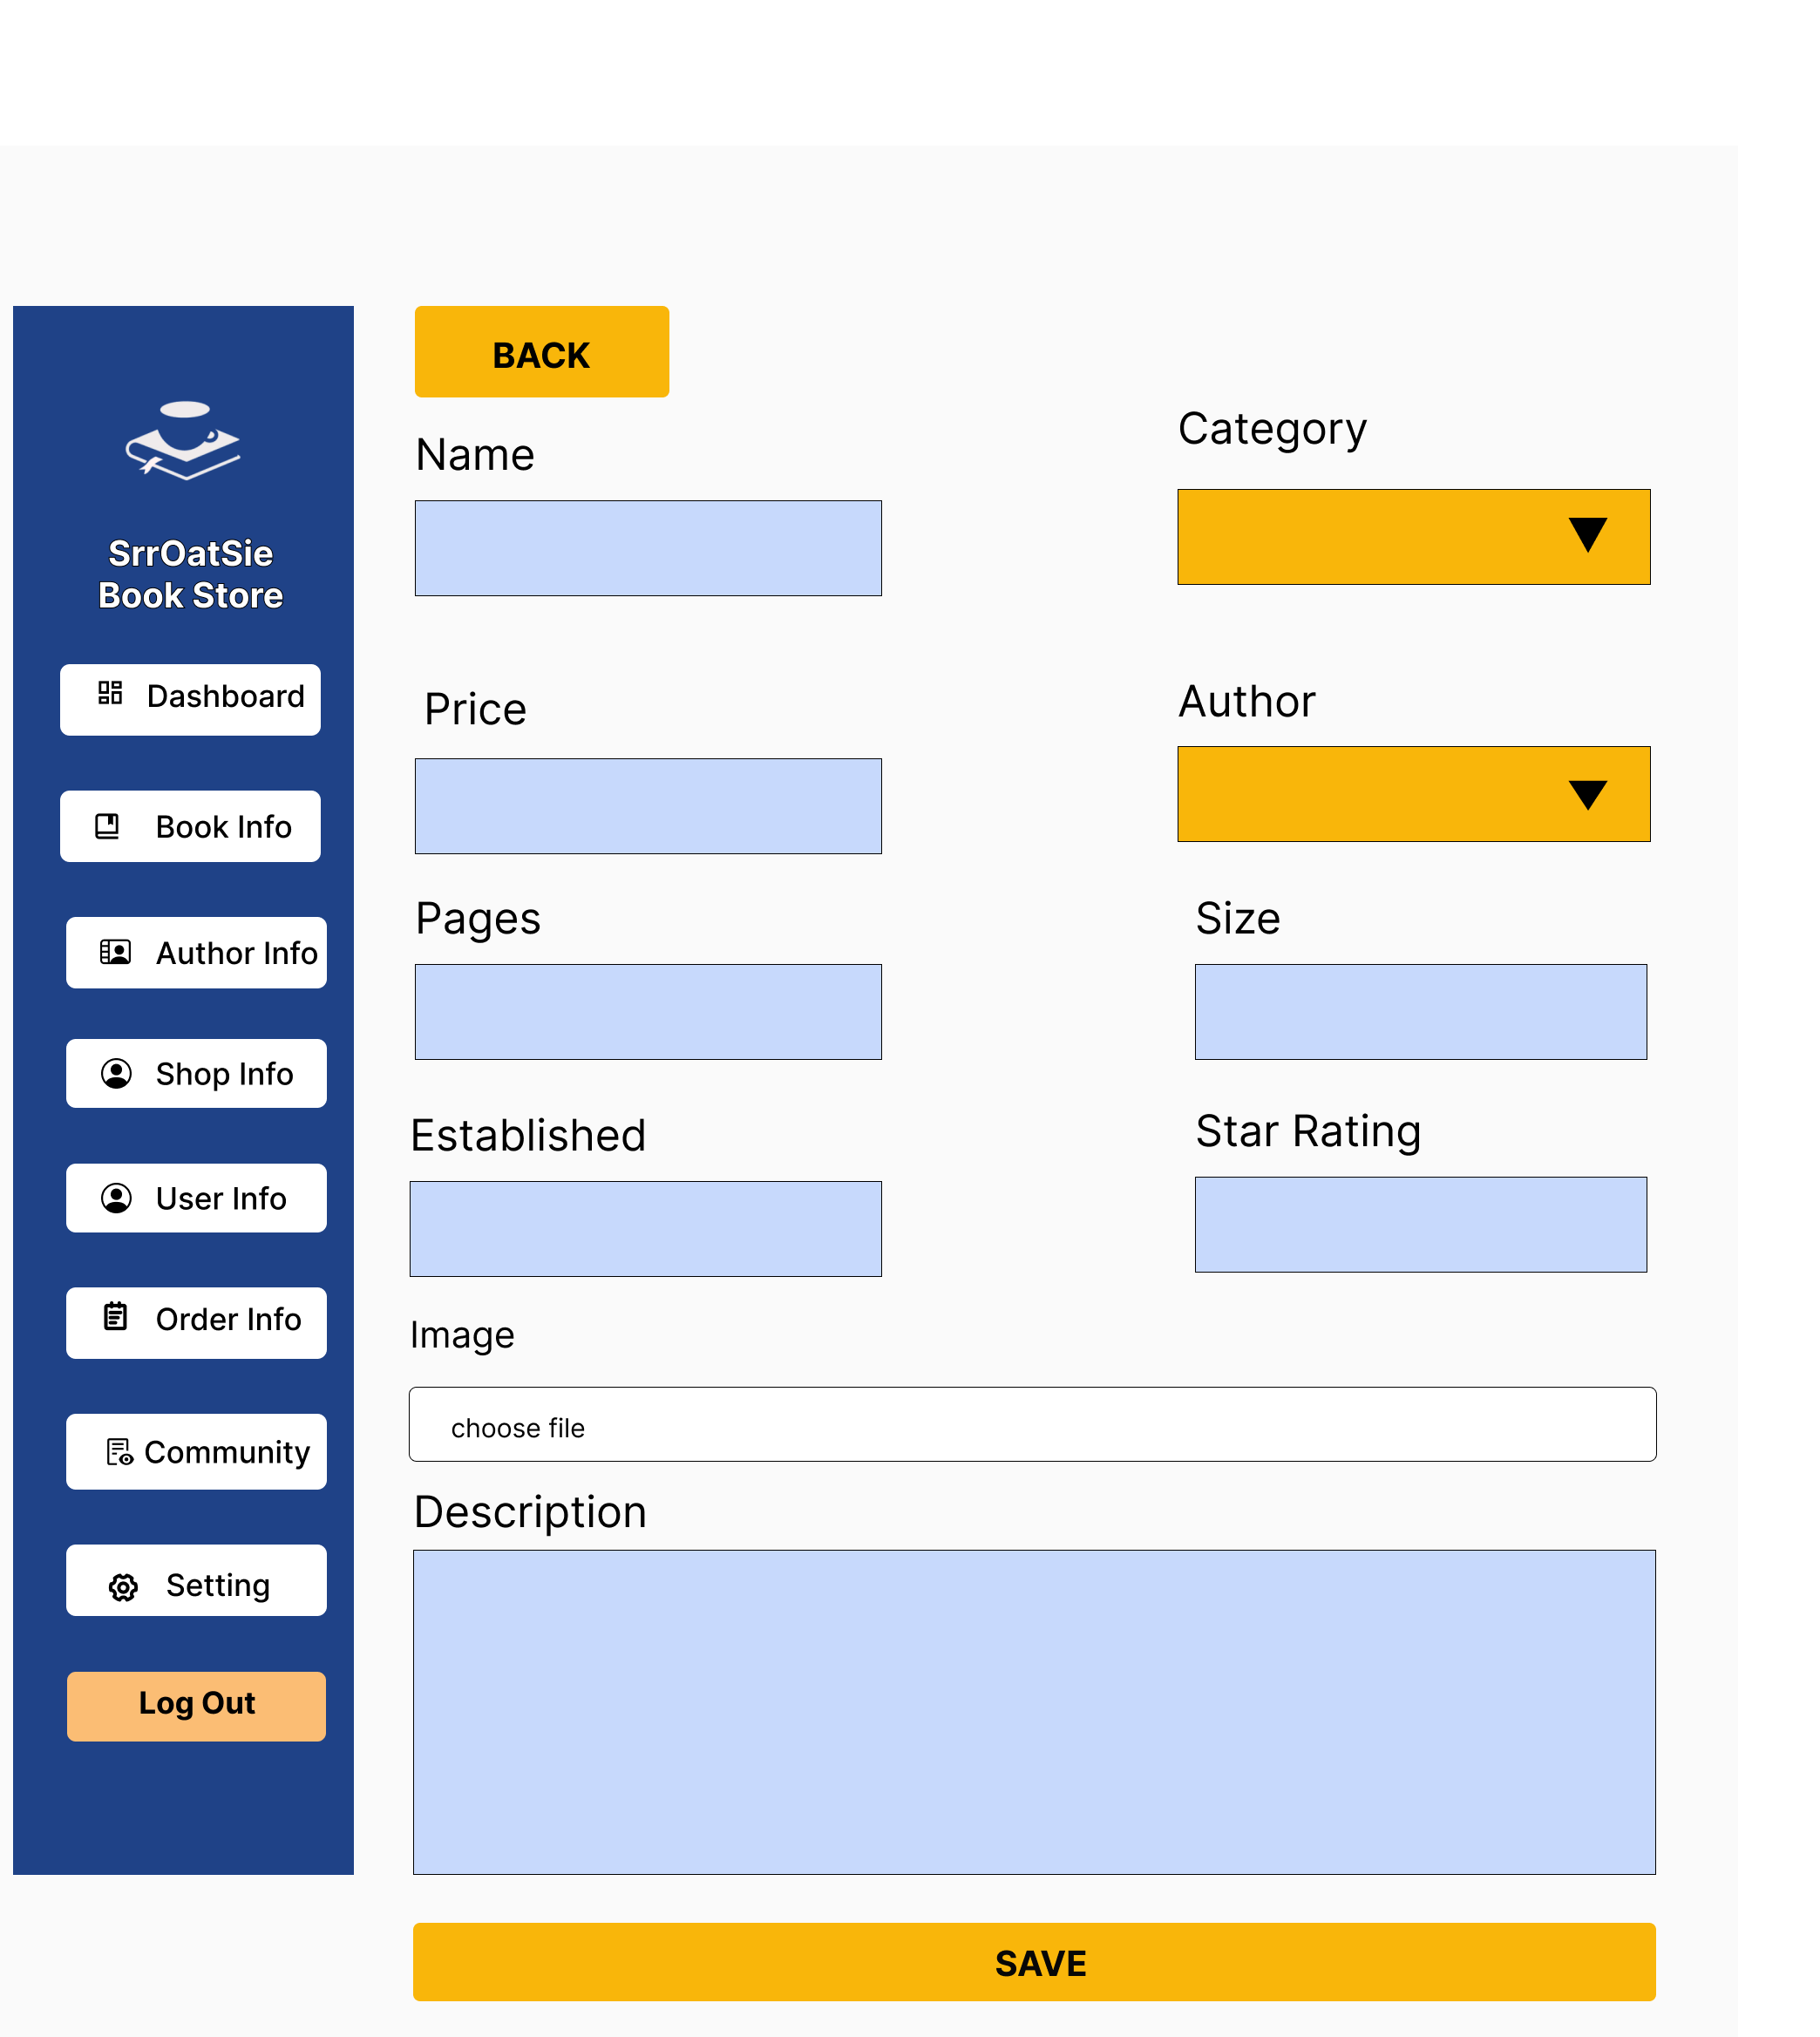 SrrOatSie
Book Store
Dashboard
Book Info
Author Info
Shop Info
User Info
Order Info
Community
Setting
Log Out
BACK
Name
Category
Price
Author
Pages
Size
Established
Star Rating
Image
choose file
Description
SAVE